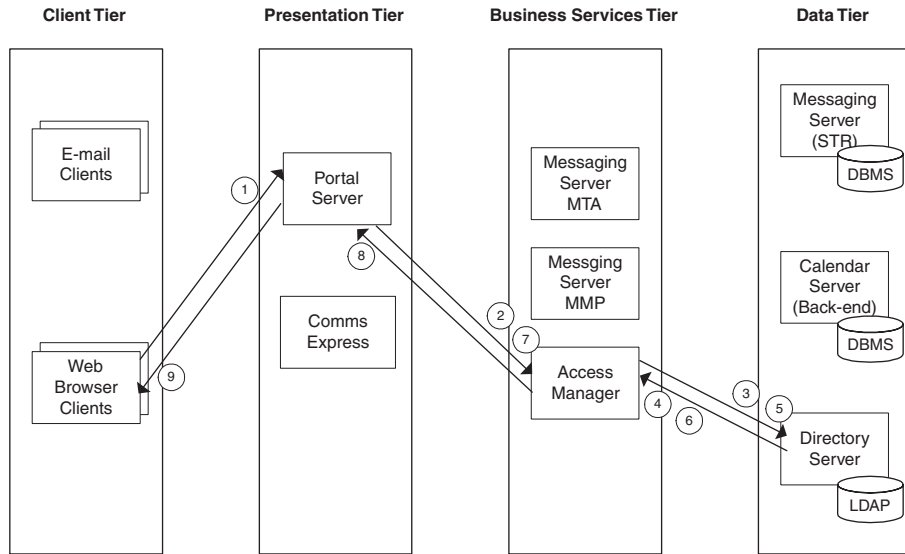 Client Tier
Presentation Tier
Business Services Tier
Data Tier
E-mail
Clients
Web
Browser
Clients
1
9
Portal
Server
8
Comms
Express
2
7
Messaging
Server
MTA
Messging
Server
MMP
Access
Manager
4
6
3
5
Messaging
Server
(STR)
DBMS
Calendar
Server
(Back-end)
DBMS
Directory
Server
LDAP